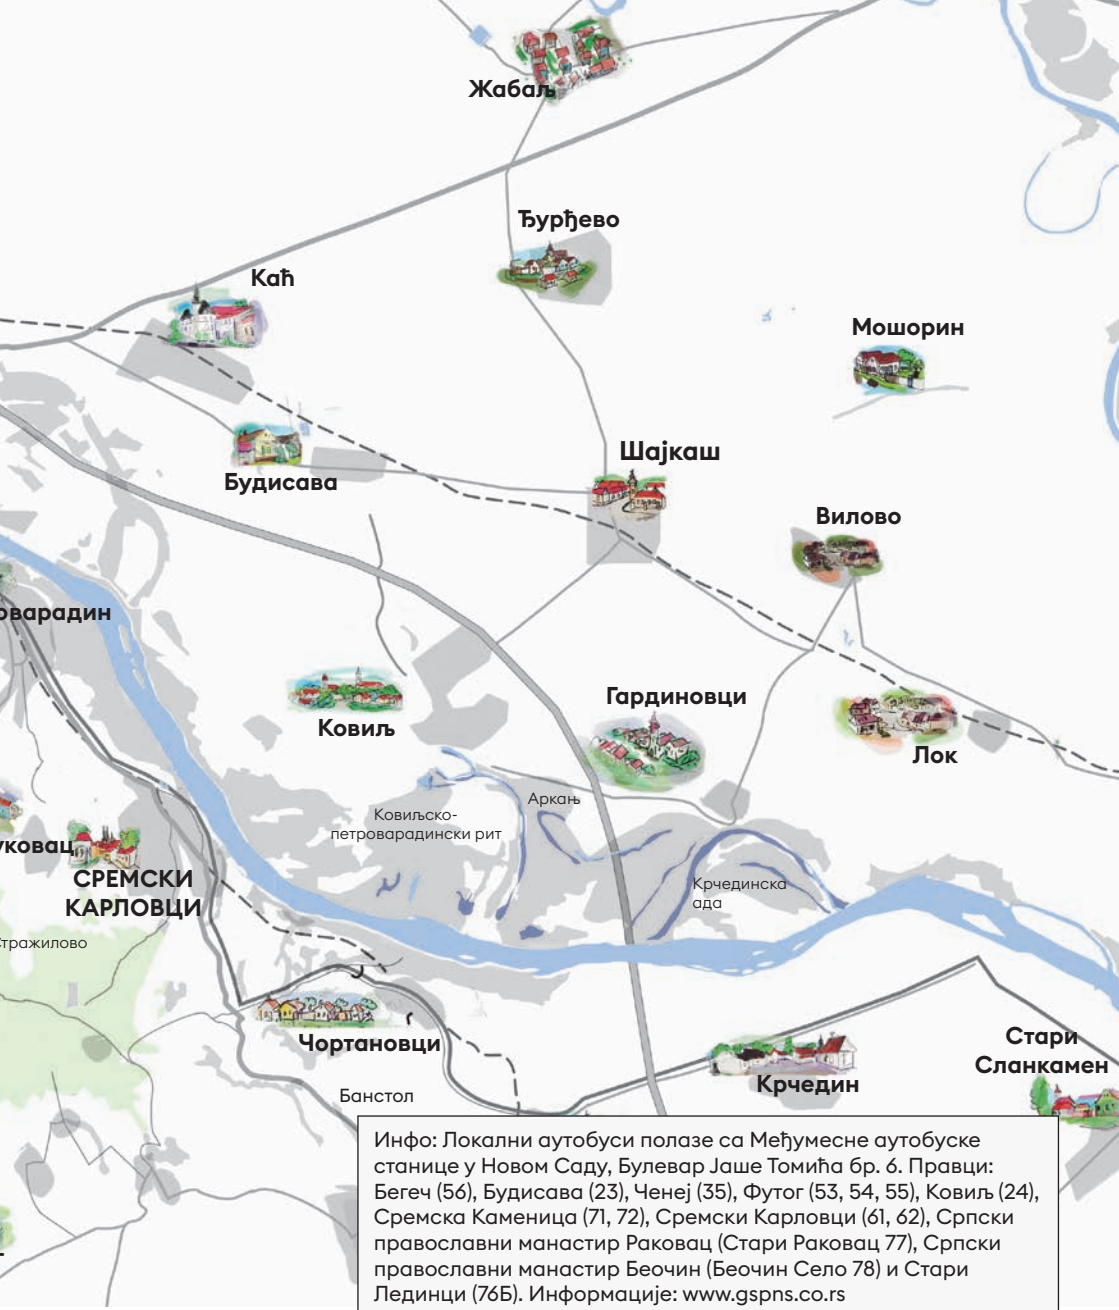 Жабаљ
Ђурђево
Каћ
Мошорин
Шајкаш
Будисава
Вилово
оварадин
Гардиновци
Ковиљ
Лок
Аркањ
Ковиљско-
петроварадински рит
уковац
СРЕМСКИ
КАРЛОВЦИ
Крчединска
ада
тражилово
Чортановци
Стари
Сланкамен
Крчедин
Банстол
Инфо: Локални аутобуси полазе са Међумесне аутобуске
станице у Новом Саду, Булевар Јаше Томића бр. 6. Правци:
Бегеч (56), Будисава (23), Ченеј (35), Футог (53, 54, 55), Ковиљ (24),
Сремска Каменица (71, 72), Сремски Карловци (61, 62), Српски
православни манастир Раковац (Стари Раковац 77), Српски
православни манастир Беочин (Беочин Село 78) и Стари
Лединци (76Б). Информације: www.gspns.co.rs